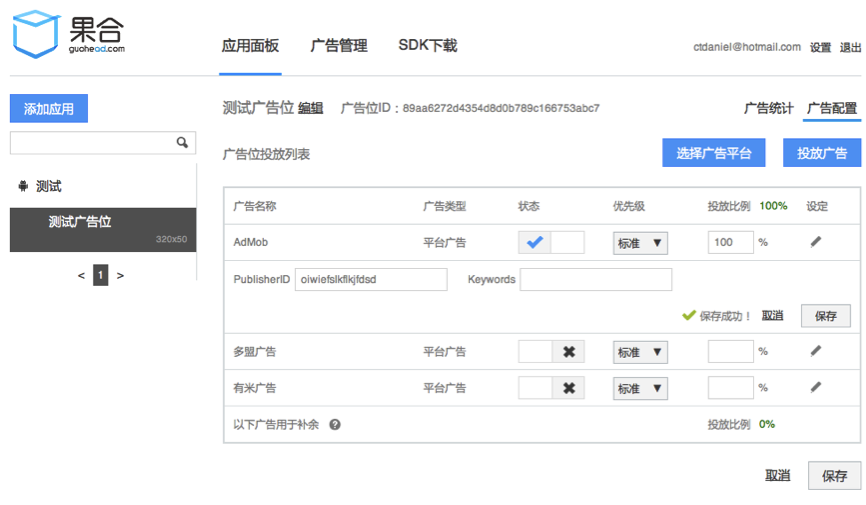 果合
guohead.com
应用面板 广告管理 SDK下载
ctdaniel@hotmail.com 设置 退出
添加应用
测试广告位 编辑 广告位ID：89aa6272d4354d8d0b789c166753abc7
广告统计 广告配置
广告位投放列表
选择广告平台 投放广告
测试
测试广告位
320x50
< 1 >
广告名称 广告类型 状态 优先级 投放比例 100% 设定
AdMob 平台广告 标准 ▼ 100 %
PublisherID oiwiefslkflkjfdsd Keywords
保存成功！ 取消 保存
多盟广告 平台广告 标准 ▼ %
有米广告 平台广告 标准 ▼ %
以下广告用于补余 ? 投放比例 0%
取消 保存